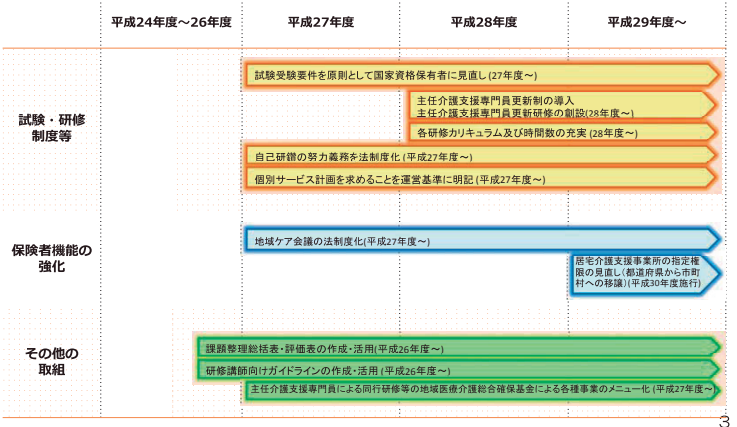 平成24年度～26年度
平成27年度
平成28年度
平成29年度～
試験・研修
制度等
試験受験要件を原則として国家資格保有者に見直し(27年度～)
主任介護支援専門員更新制の導入
主任介護支援専門員更新研修の創設(28年度～)
各研修カリキュラム及び時間数の充実 (28年度～)
自己研鑽の努力義務を法制度化 (平成27年度～)
個別サービス計画を求めることを運営基準に明記 (平成27年度～)
保険者機能の
強化
地域ケア会議の法制度化(平成27年度～)
居宅介護支援事業所の指定権
限の見直し(都道府県から市町
村への移譲)(平成30年度施行)
その他の
取組
課題整理総括表・評価表の作成・活用(平成26年度～)
研修講師向けガイドラインの作成・活用 (平成26年度～)
主任介護支援専門員による同行研修等の地域医療介護総合確保基金による各種事業のメニュー化 (平成27年度～)
3